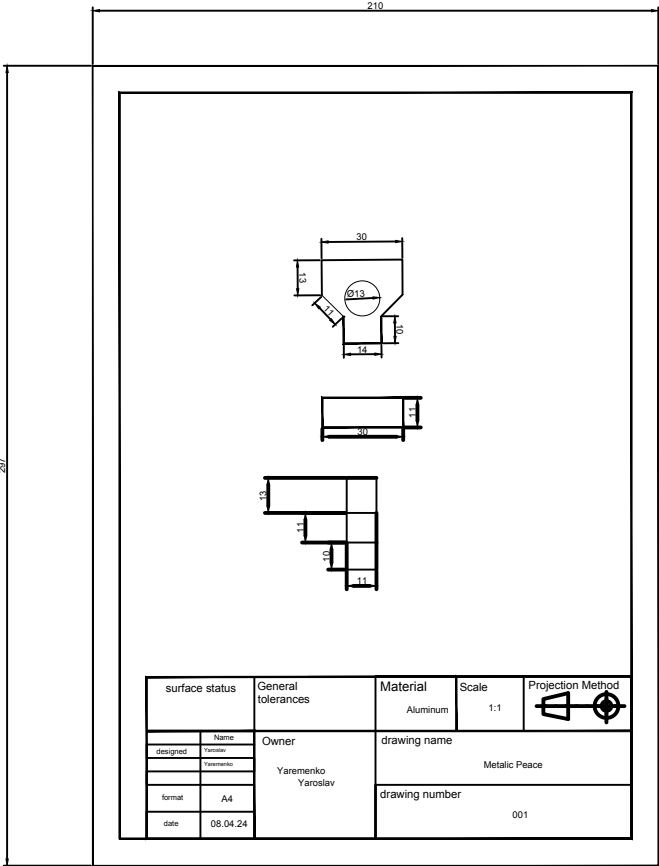 210
297
30
13
Ø13
11
10
14
11
30
13
11
10
11
surface status
General
tolerances
Material
Aluminum
Scale
1:1
Projection Method
Name
designed
Yaroslav
Yaremenko
format
A4
date
08.04.24
Owner
Yaremenko
Yaroslav
drawing name
Metalic Peace
drawing number
001